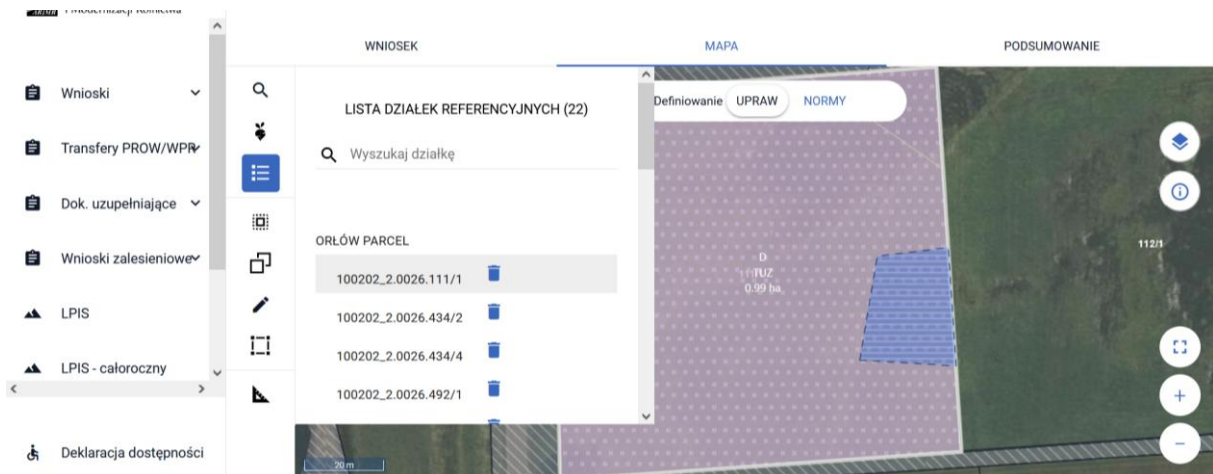 i Modernizacji Rolnictwa
WNIOSEK
MAPA
PODSUMOWANIE
Wnioski
Transfery PROW/WPR
Dok. uzupełniające
Wnioski zalesieniowe
LPIS
LPIS - całoroczny
Deklaracja dostępności
LISTA DZIAŁEK REFERENCYJNYCH (22)
Wyszukaj działkę
ORŁÓW PARCEL
100202_2.0026.111/1
100202_2.0026.434/2
100202_2.0026.434/4
100202_2.0026.492/1
Definiowanie UPRAW NORMY
D
TUZ
0.99 ha
112/1
20 m